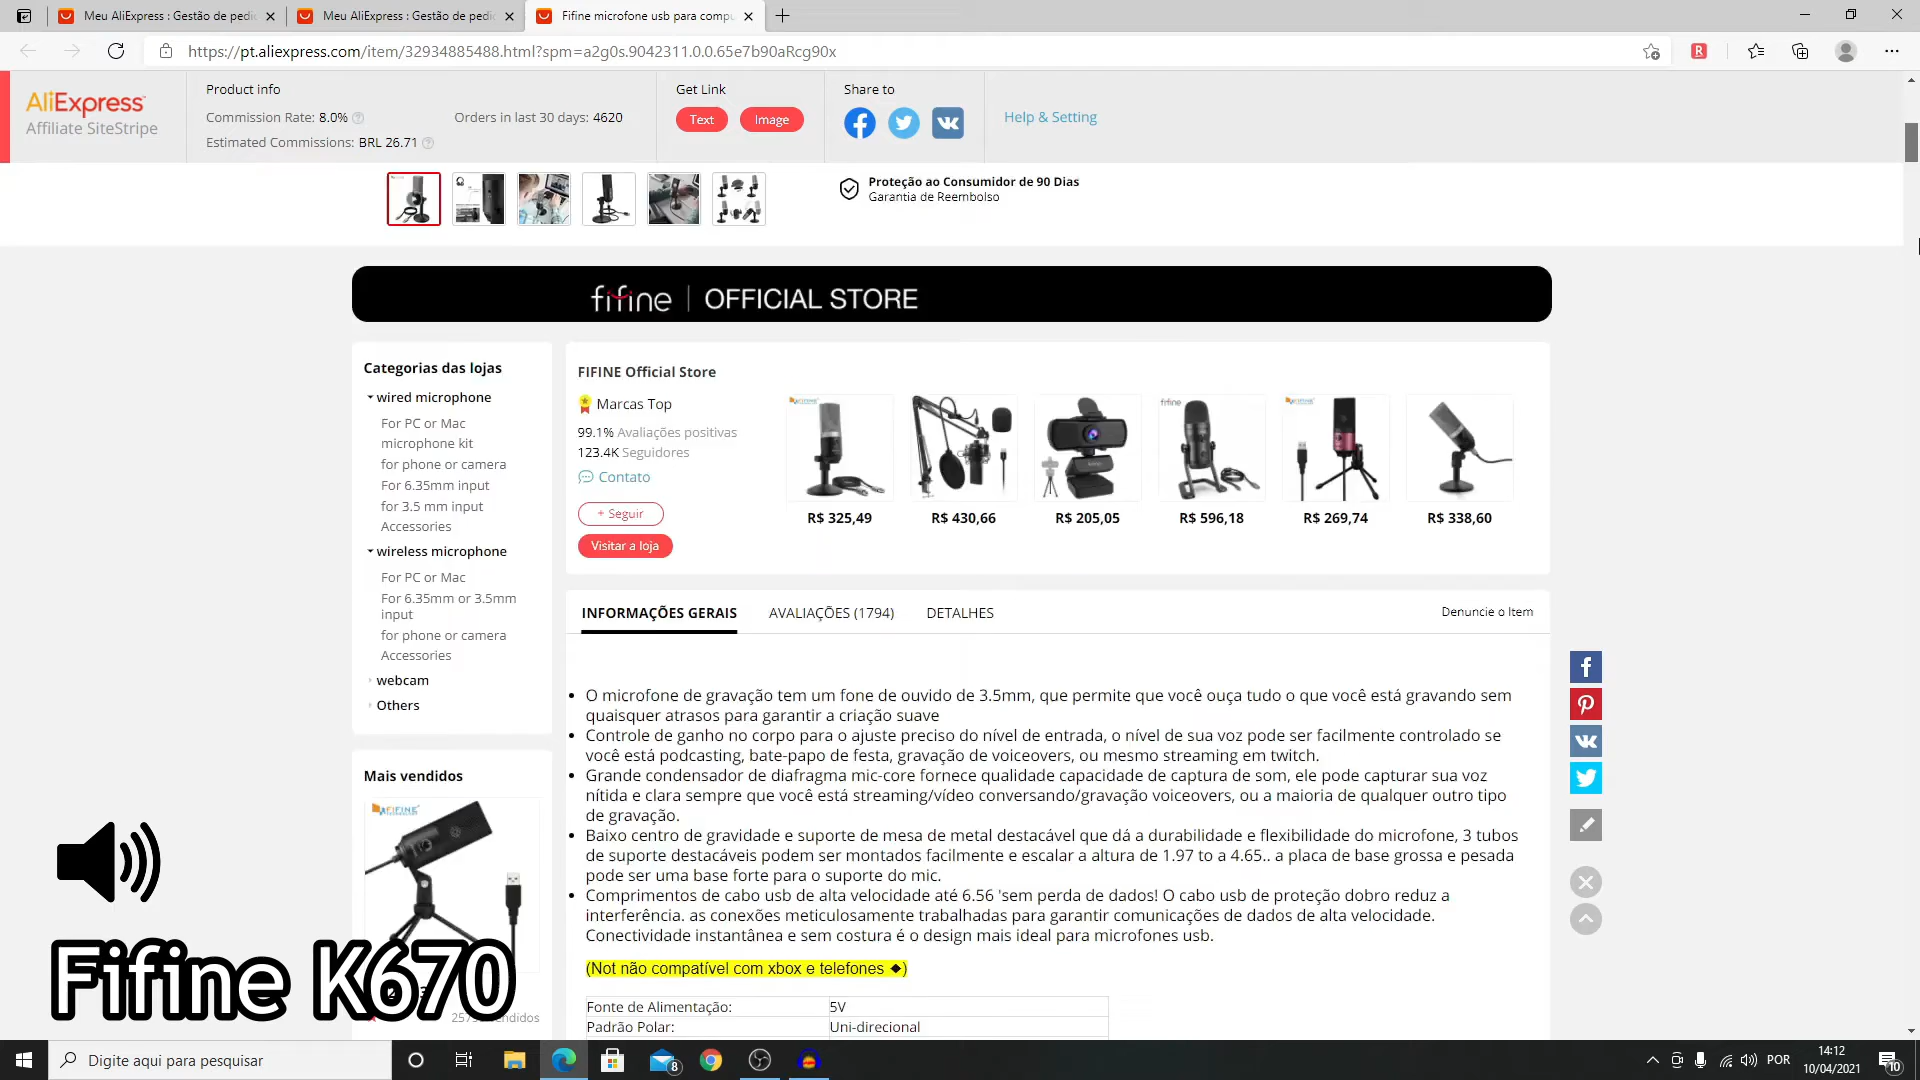 Meu AliExpress : Gestão de pedi
Meu AliExpress : Gestão de pedi
Fifine microfone usb para compu
https://pt.aliexpress.com/item/32934885488.html?spm=a2g0s.9042311.0.0.65e7b90aRcg90x
R
AliExpress
Affiliate SiteStripe
Product info
Commission Rate: 8.0%
Orders in last 30 days: 4620
Estimated Commissions: BRL 26.71
Get Link
Text
Image
Share to
Help & Setting
Proteção ao Consumidor de 90 Dias
Garantia de Reembolso
fifine | OFFICIAL STORE
Categorias das lojas
wired microphone
For PC or Mac
microphone kit
for phone or camera
For 6.35mm input
for 3.5 mm input
Accessories
wireless microphone
For PC or Mac
For 6.35mm or 3.5mm
input
for phone or camera
Accessories
webcam
Others
FIFINE Official Store
Marcas Top
99.1% Avaliações positivas
123.4K Seguidores
Contato
+ Seguir
Visitar a loja
fifine
R$ 325,49
R$ 430,66
R$ 205,05
R$ 596,18
R$ 269,74
R$ 338,60
INFORMAÇÕES GERAIS
AVALIAÇÕES (1794)
DETALHES
Denuncie o Item
O microfone de gravação tem um fone de ouvido de 3.5mm, que permite que você ouça tudo o que você está gravando sem
quaisquer atrasos para garantir a criação suave
Controle de ganho no corpo para o ajuste preciso do nível de entrada, o nível de sua voz pode ser facilmente controlado se
você está podcasting, bate-papo de festa, gravação de voiceovers, ou mesmo streaming em twitch.
Grande condensador de diafragma mic-core fornece qualidade capacidade de captura de som, ele pode capturar sua voz
nítida e clara sempre que você está streaming/vídeo conversando/gravação voiceovers, ou a maioria de qualquer outro tipo
de gravação.
Baixo centro de gravidade e suporte de mesa de metal destacável que dá a durabilidade e flexibilidade do microfone, 3 tubos
de suporte destacáveis podem ser montados facilmente e escalar a altura de 1.97 to a 4.65.. a placa de base grossa e pesada
pode ser uma base forte para o suporte do mic.
Comprimentos de cabo usb de alta velocidade até 6.56 'sem perda de dados! O cabo usb de proteção dobro reduz a
interferência. as conexões meticulosamente trabalhadas para garantir comunicações de dados de alta velocidade.
Conectividade instantânea e sem costura é o design mais ideal para microfones usb.
(Not não compatível com xbox e telefones ◆)
Fonte de Alimentação: 5V
Padrão Polar: Uni-direcional
Mais vendidos
FIFINE
Fifine K670
Digite aqui para pesquisar
8
POR
14:12
10/04/2021
10